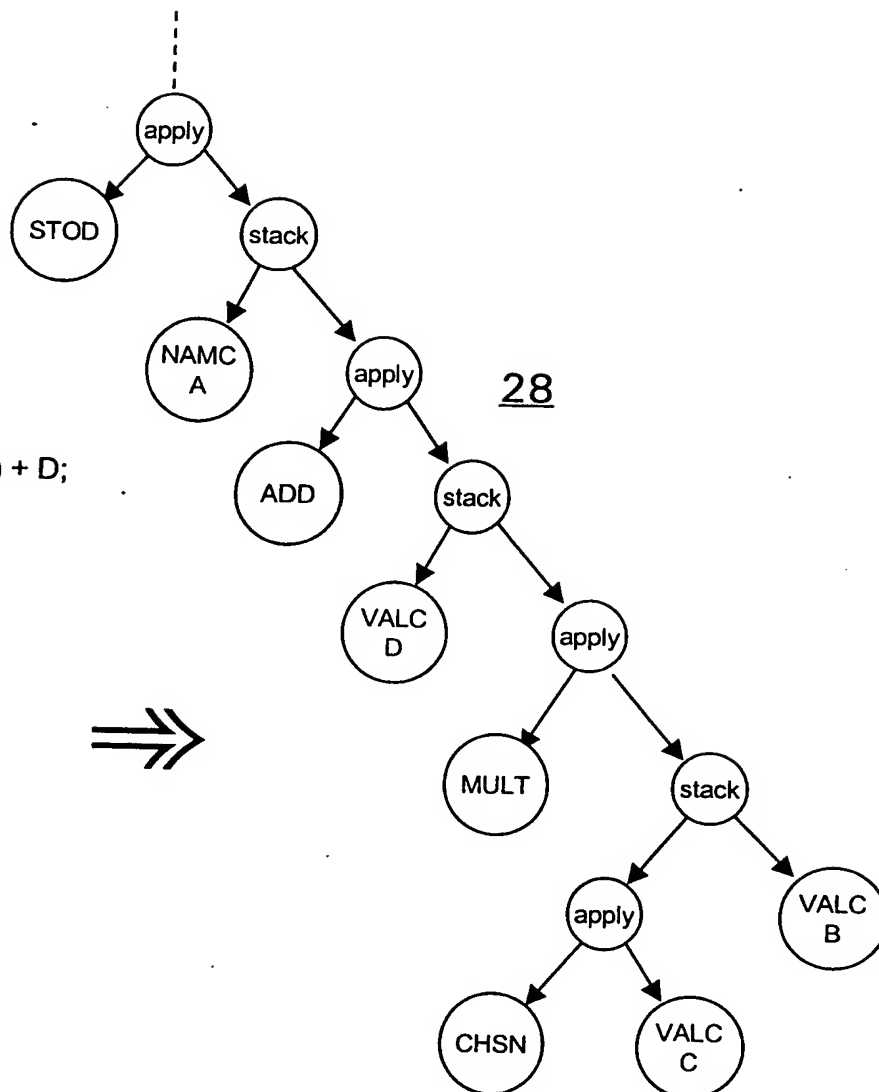 apply
STOD
stack
NAMC
A
apply
28
) + D;
ADD
stack
VALC
D
apply
MULT
stack
apply
VALC
B
CHSN
VALC
C